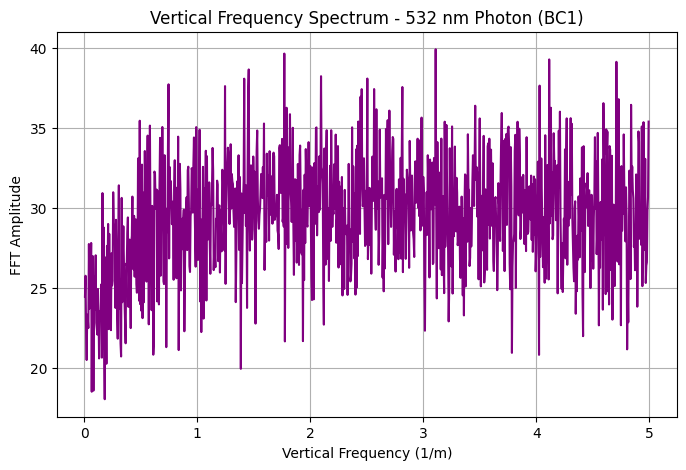 Vertical Frequency Spectrum - 532 nm Photon (BC1)
40
35
30
25
20
FFT Amplitude
0 1 2 3 4 5
Vertical Frequency (1/m)